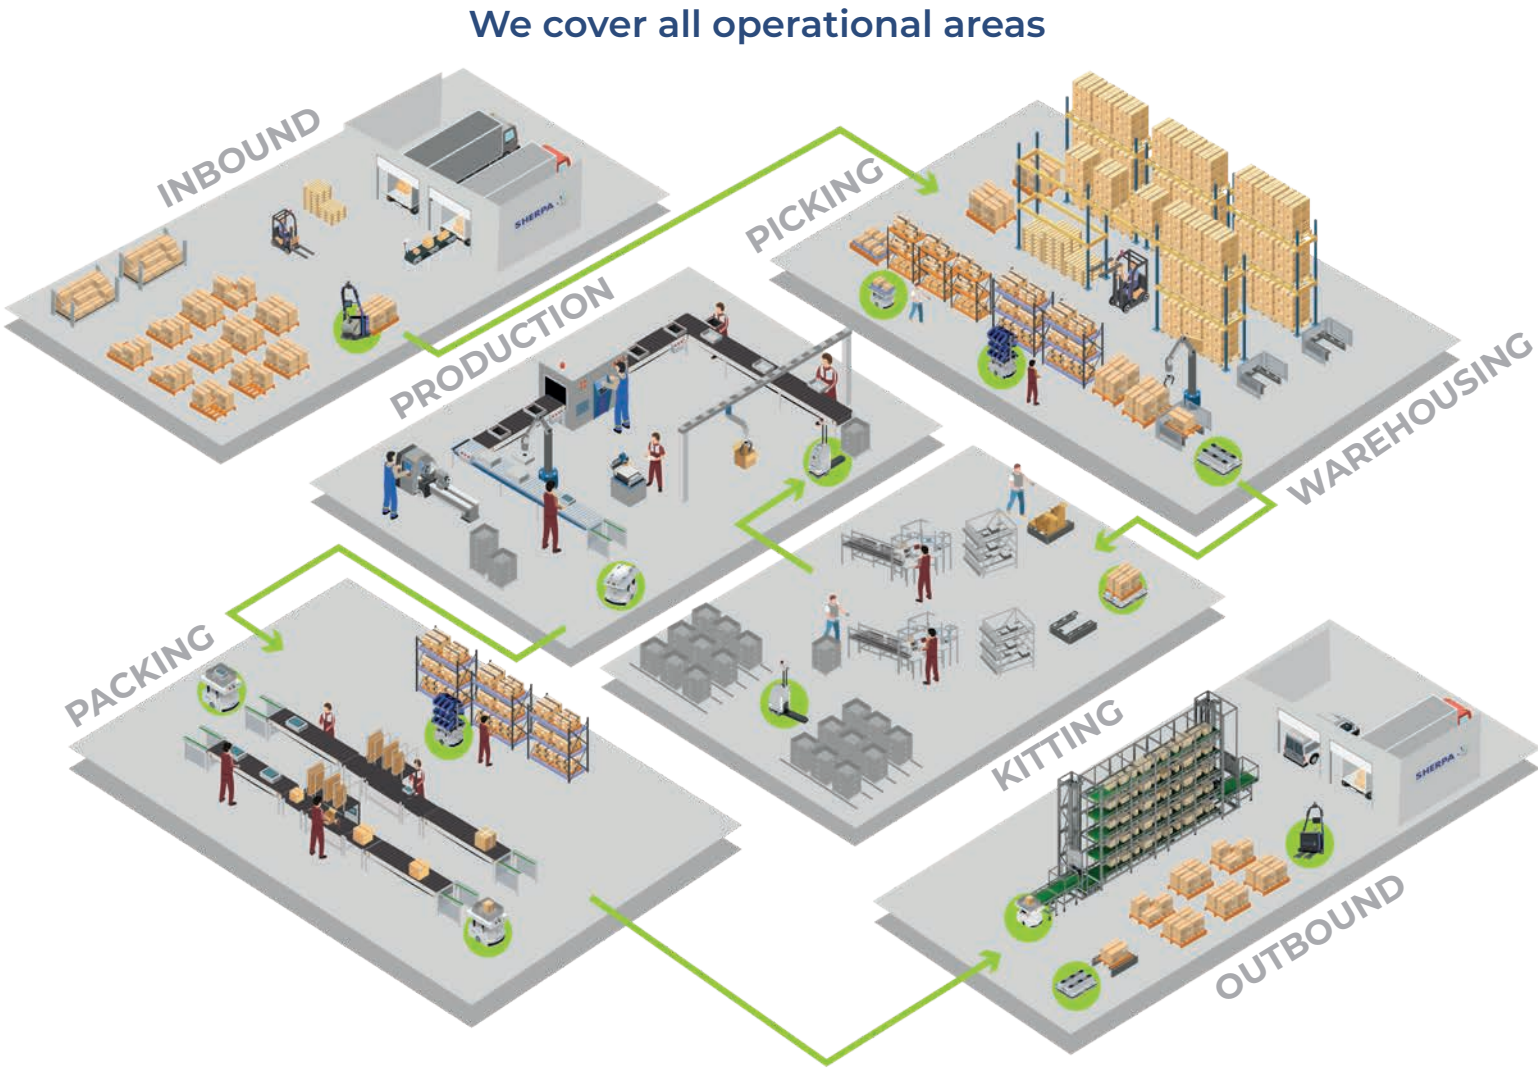 We cover all operational areas
INBOUND
SHERPA
PICKING
PRODUCTION
WAREHOUSING
PACKING
KITTING
SHERPA
OUTBOUND